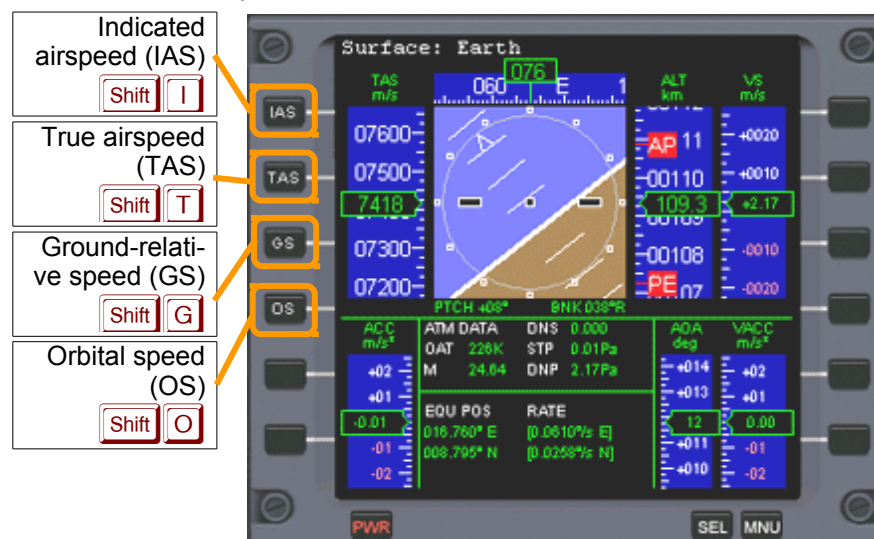 Indicated
airspeed (IAS)
Shift I
True airspeed
(TAS)
Shift T
Ground-relati-
ve speed (GS)
Shift G
Orbital speed
(OS)
Shift O
IAS
TAS
GS
OS
Surface: Earth
TAS
m/s
060 076 E 1
ALT
km
VS
m/s
07600
07500
7418
07300
07200
AP 11
00110
109.3
00109
00108
PE 07
+0020
+0010
+2.17
-0010
-0020
PTCH +08° BNK 038°R
ACC
m/s²
+02
+01
-0.01
-01
-02
ATM DATA DNS 0.000
OAT 226K STP 0.01Pa
M 24.64 DNP 2.17Pa
EQU POS RATE
016.760° E [0.0610°/s E]
008.795° N [0.0258°/s N]
AOA
deg
+014
+013
12
+011
+010
VACC
m/s²
+02
+01
0.00
-01
-02
PWR SEL MNU